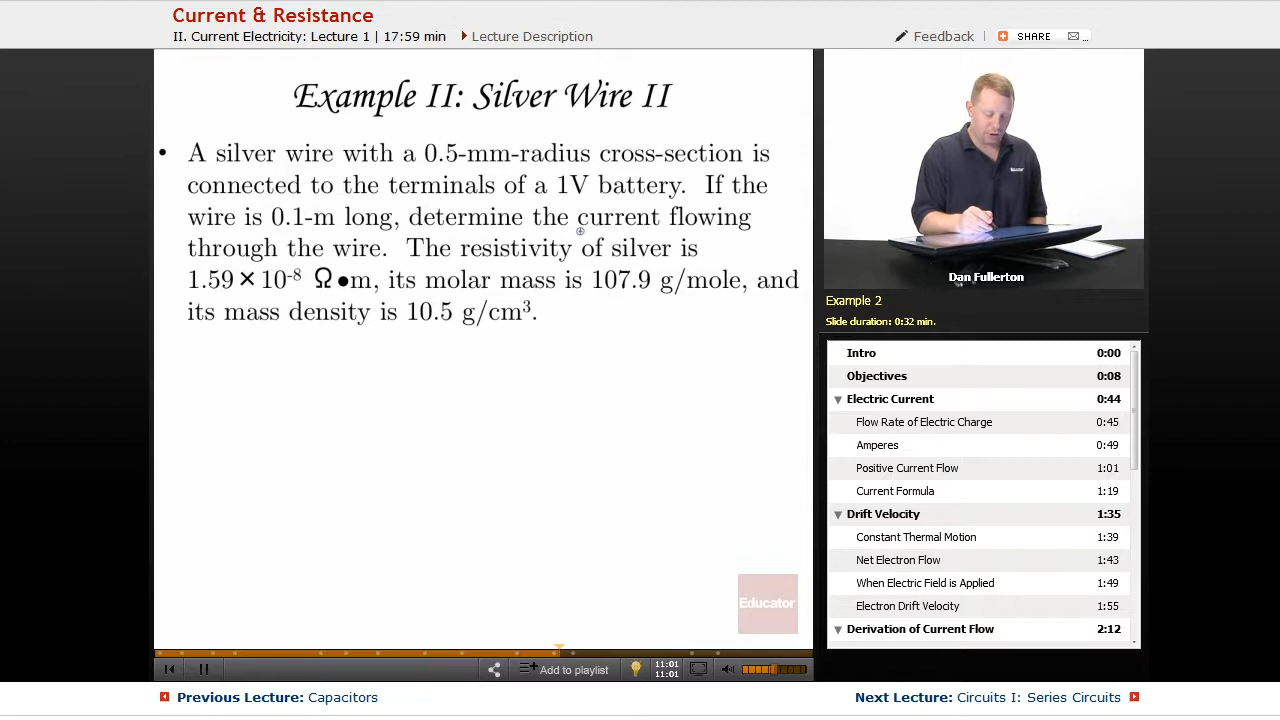 Current & Resistance
II. Current Electricity: Lecture 1 | 17:59 min
Lecture Description
Feedback
SHARE
Example II: Silver Wire II
• A silver wire with a 0.5-mm-radius cross-section is
connected to the terminals of a 1V battery. If the
wire is 0.1-m long, determine the current flowing
through the wire. The resistivity of silver is
1.59×10⁻⁸ Ω●m, its molar mass is 107.9 g/mole, and
its mass density is 10.5 g/cm³.
Educator
Dan Fullerton
Example 2
Slide duration: 0:32 min.
Intro 0:00
Objectives 0:08
Electric Current 0:44
Flow Rate of Electric Charge 0:45
Amperes 0:49
Positive Current Flow 1:01
Current Formula 1:19
Drift Velocity 1:35
Constant Thermal Motion 1:39
Net Electron Flow 1:43
When Electric Field is Applied 1:49
Electron Drift Velocity 1:55
Derivation of Current Flow 2:12
Add to playlist
11:01
11:01
Previous Lecture: Capacitors
Next Lecture: Circuits I: Series Circuits